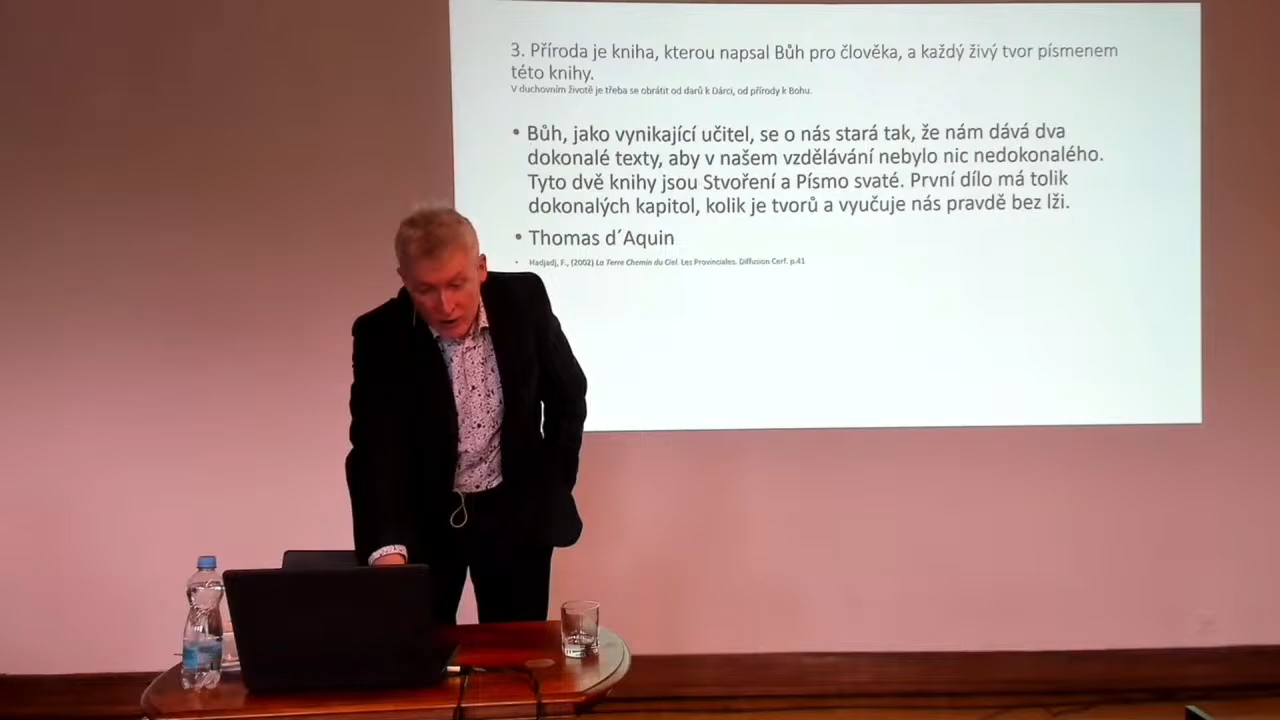 3. Příroda je kniha, kterou napsal Bůh pro člověka, a každý živý tvor písmenem
této knihy.
V duchovním životě je třeba se obrátit od darů k Dárci, od přírody k Bohu.
• Bůh, jako vynikající učitel, se o nás stará tak, že nám dává dva
dokonalé texty, aby v našem vzdělávání nebylo nic nedokonalého.
Tyto dvě knihy jsou Stvoření a Písmo svaté. První dílo má tolik
dokonalých kapitol, kolik je tvorů a vyučuje nás pravdě bez lži.
• Thomas d´Aquin
• Hadjadj, F., (2002) La Terre Chemin du Ciel. Les Provinciales. Diffusion Cerf. p.41